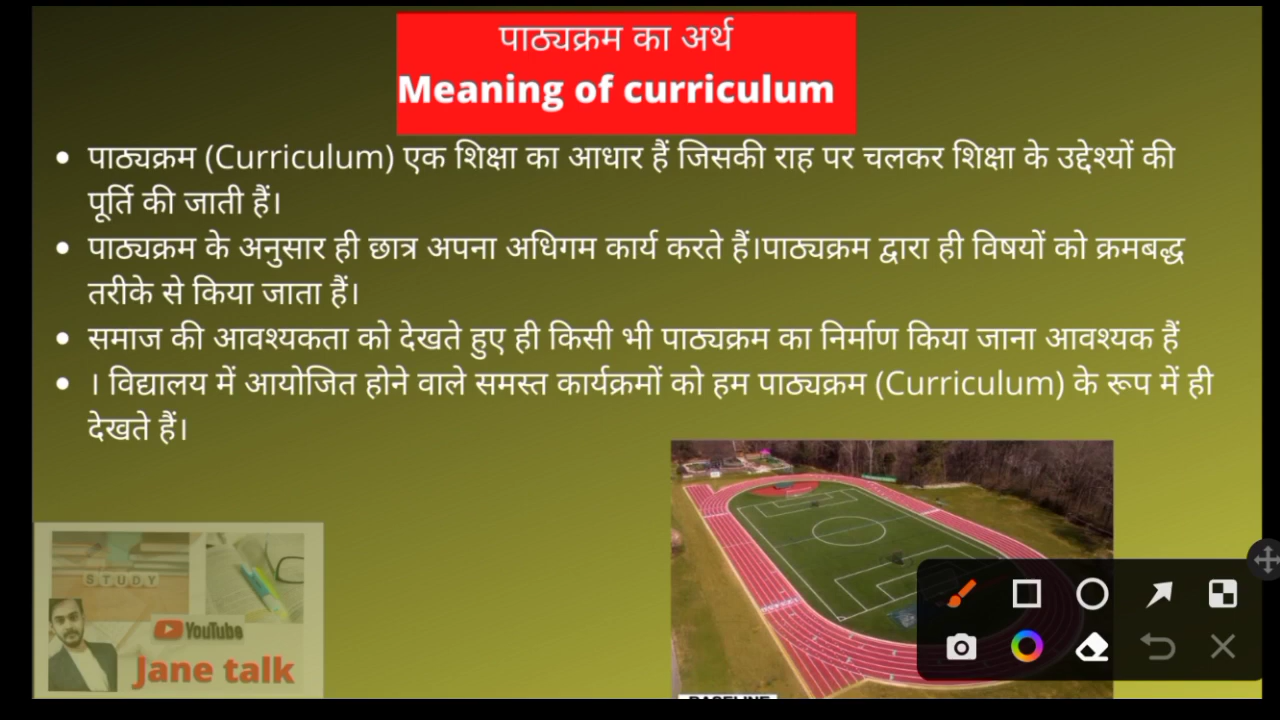 पाठ्यक्रम का अर्थ
Meaning of curriculum
• पाठ्यक्रम (Curriculum) एक शिक्षा का आधार हैं जिसकी राह पर चलकर शिक्षा के उद्देश्यों की
पूर्ति की जाती हैं।
• पाठ्यक्रम के अनुसार ही छात्र अपना अधिगम कार्य करते हैं।पाठ्यक्रम द्वारा ही विषयों को क्रमबद्ध
तरीके से किया जाता हैं।
• समाज की आवश्यकता को देखते हुए ही किसी भी पाठ्यक्रम का निर्माण किया जाना आवश्यक हैं
• । विद्यालय में आयोजित होने वाले समस्त कार्यक्रमों को हम पाठ्यक्रम (Curriculum) के रूप में ही
देखते हैं।
STUDY
YouTube
Jane talk
BASELINE